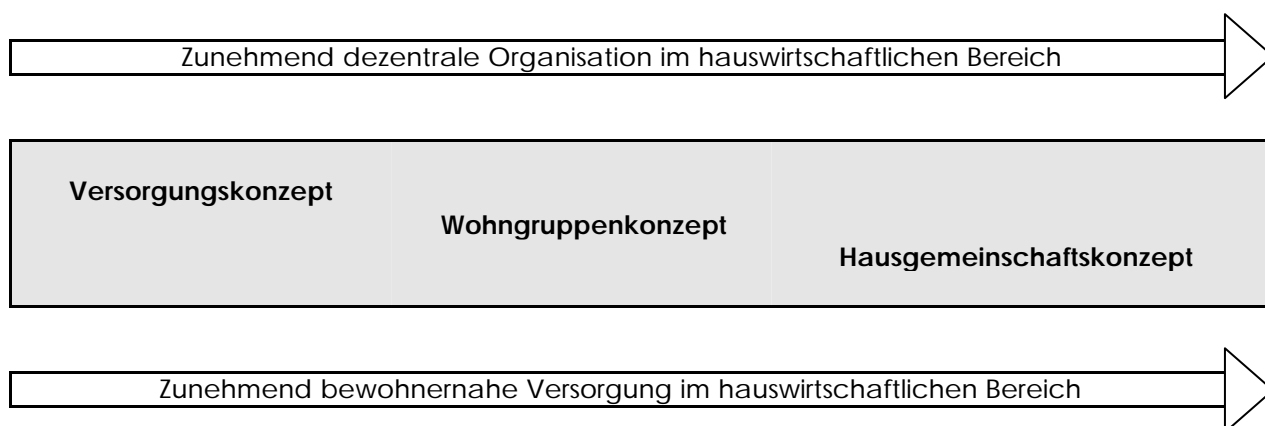 Zunehmend dezentrale Organisation im hauswirtschaftlichen Bereich
Versorgungskonzept
Wohngruppenkonzept
Hausgemeinschaftskonzept
Zunehmend bewohnernahe Versorgung im hauswirtschaftlichen Bereich